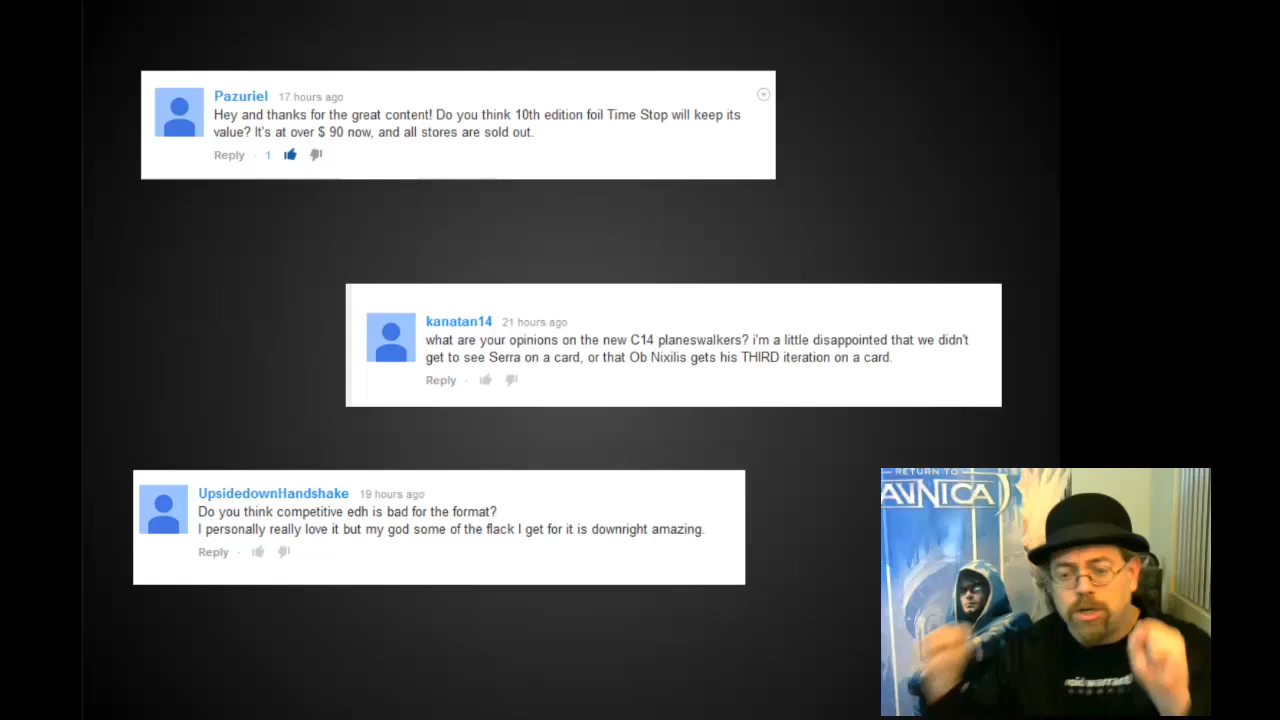 Pazuriel 17 hours ago
Hey and thanks for the great content! Do you think 10th edition foil Time Stop will keep its
value? It's at over $ 90 now, and all stores are sold out.
Reply · 1
kanatan14 21 hours ago
what are your opinions on the new C14 planeswalkers? i'm a little disappointed that we didn't
get to see Serra on a card, or that Ob Nixilis gets his THIRD iteration on a card.
Reply ·
UpsidedownHandshake 19 hours ago
Do you think competitive edh is bad for the format?
I personally really love it but my god some of the flack I get for it is downright amazing.
Reply ·
RETURN TO
AVNICA